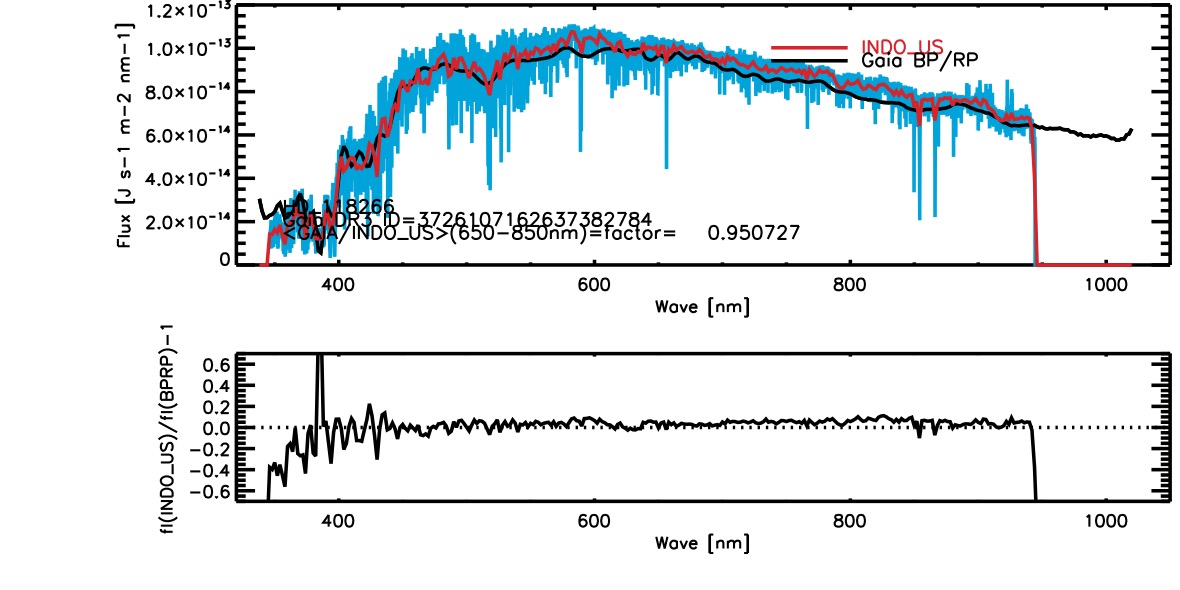 1.2×10−13
1.0×10−13
8.0×10−14
6.0×10−14
4.0×10−14
2.0×10−14
0
Flux [J s−1 m−2 nm−1]
INDO_US
Gaia BP/RP
HD_118266
Gaia DR3 ID=3726107162637382784
<GAIA/INDO_US>(650−850nm)=factor= 0.950727
400 600 800 1000
Wave [nm]
fl(INDO_US)/fl(BPRP)−1
0.6
0.4
0.2
0.0
−0.2
−0.4
−0.6
400 600 800 1000
Wave [nm]